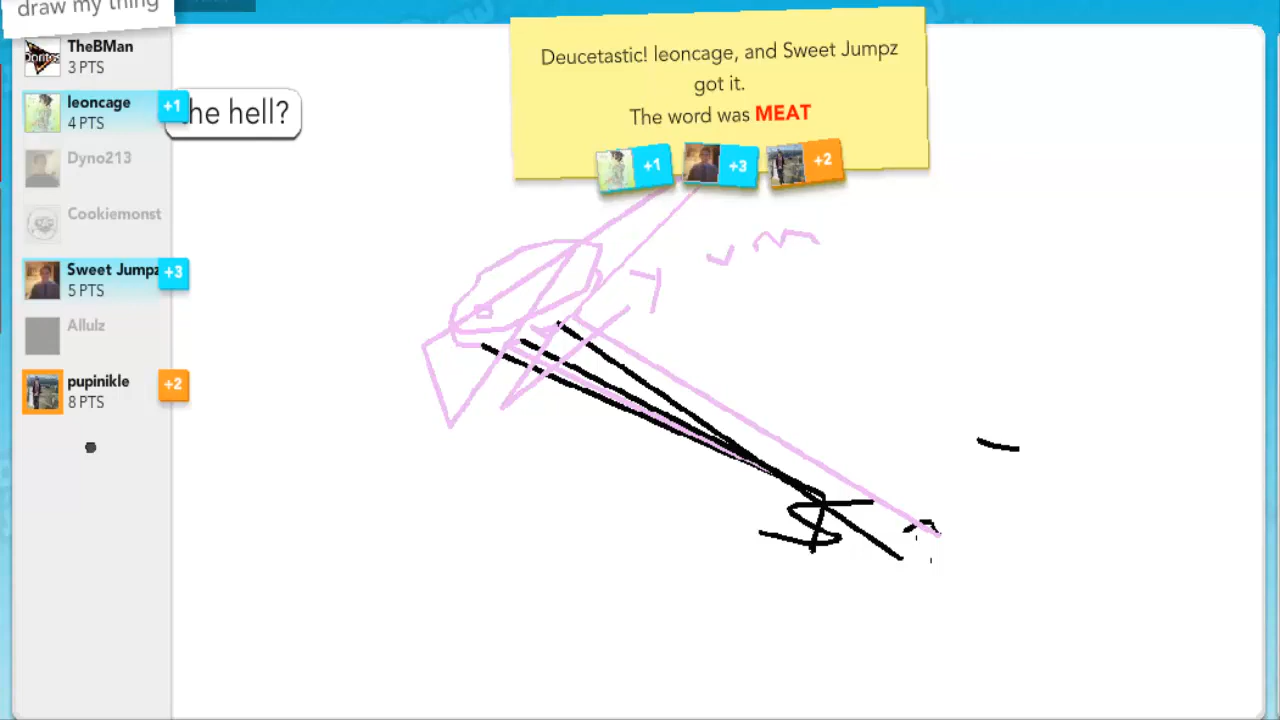 draw my thing
TheBMan
3 PTS
leoncage
4 PTS
+1
Dyno213
Cookiemonst
Sweet Jumpz
5 PTS
+3
Allulz
pupinikle
8 PTS
+2
he hell?
Deucetastic! leoncage, and Sweet Jumpz
got it.
The word was MEAT
+1
+3
+2
Doritos